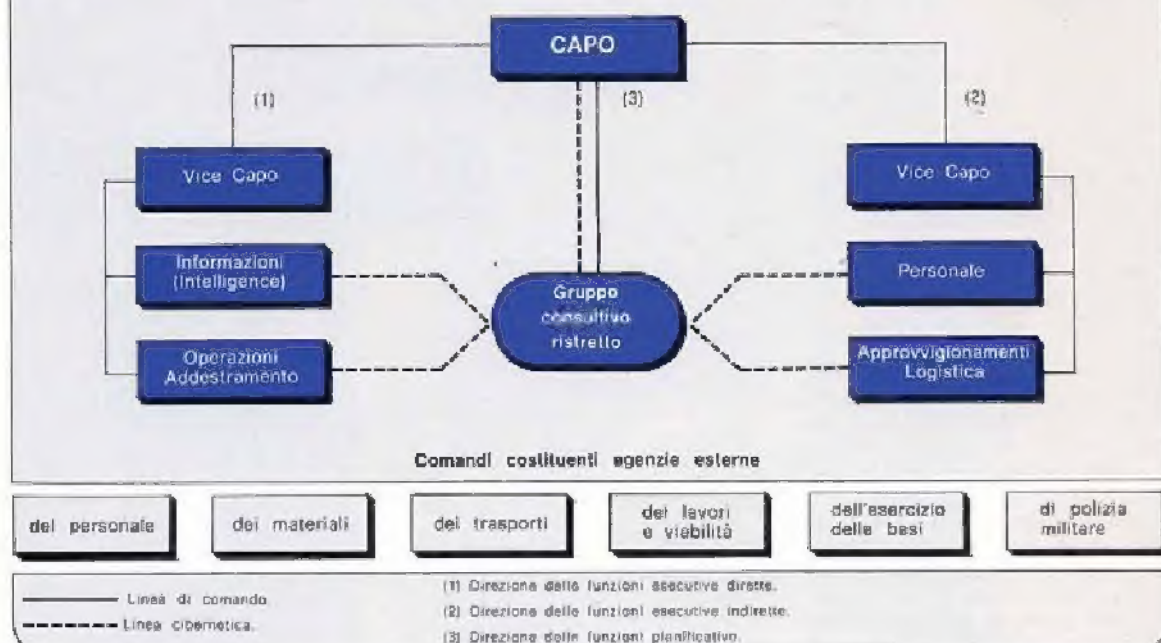 CAPO
(1)
(3)
(2)
Vice Capo
Vice Capo
Informazioni
(Intelligence)
Personale
Gruppo
consultivo
ristretto
Operazioni
Addestramento
Approvvigionamenti
Logistica
Comandi costituenti agenzie esterne
del personale
dei materiali
dei trasporti
dei lavori
e viabilità
dell'esercizio
delle basi
di polizia
militare
Linea di comando.
Linea cibernetica.
(1) Direzione delle funzioni esecutive dirette.
(2) Direzione delle funzioni esecutive indirette.
(3) Direzione delle funzioni pianificativo.